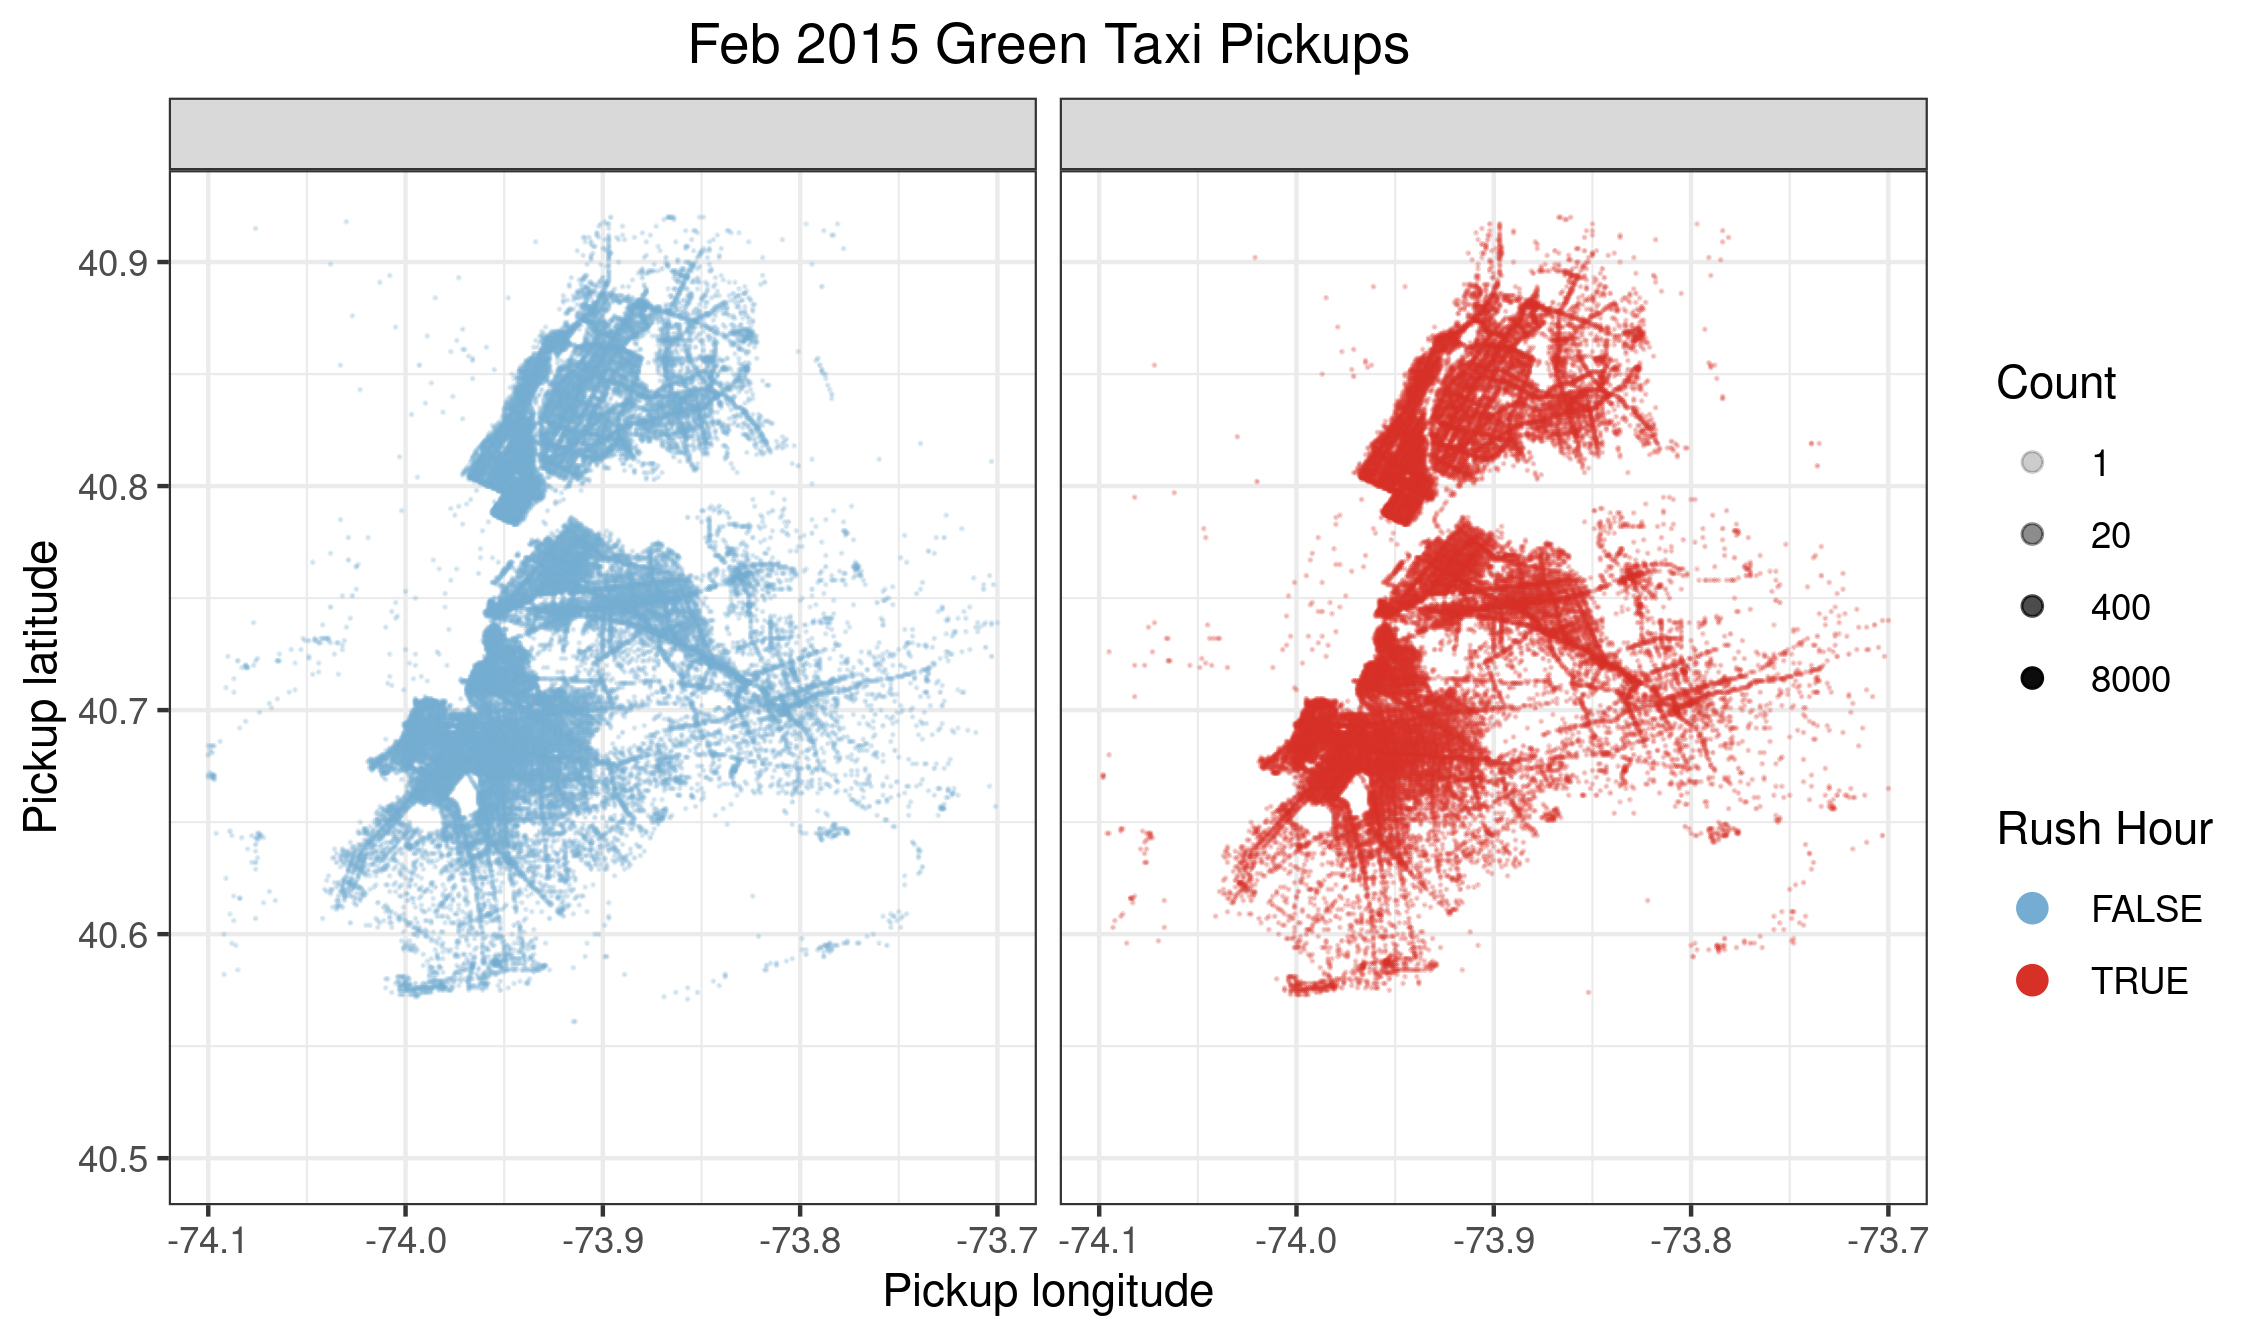 Feb 2015 Green Taxi Pickups
Pickup latitude
40.9
40.8
40.7
40.6
40.5
-74.1 -74.0 -73.9 -73.8 -73.7 -74.1 -74.0 -73.9 -73.8 -73.7
Pickup longitude
Count
1
20
400
8000
Rush Hour
FALSE
TRUE